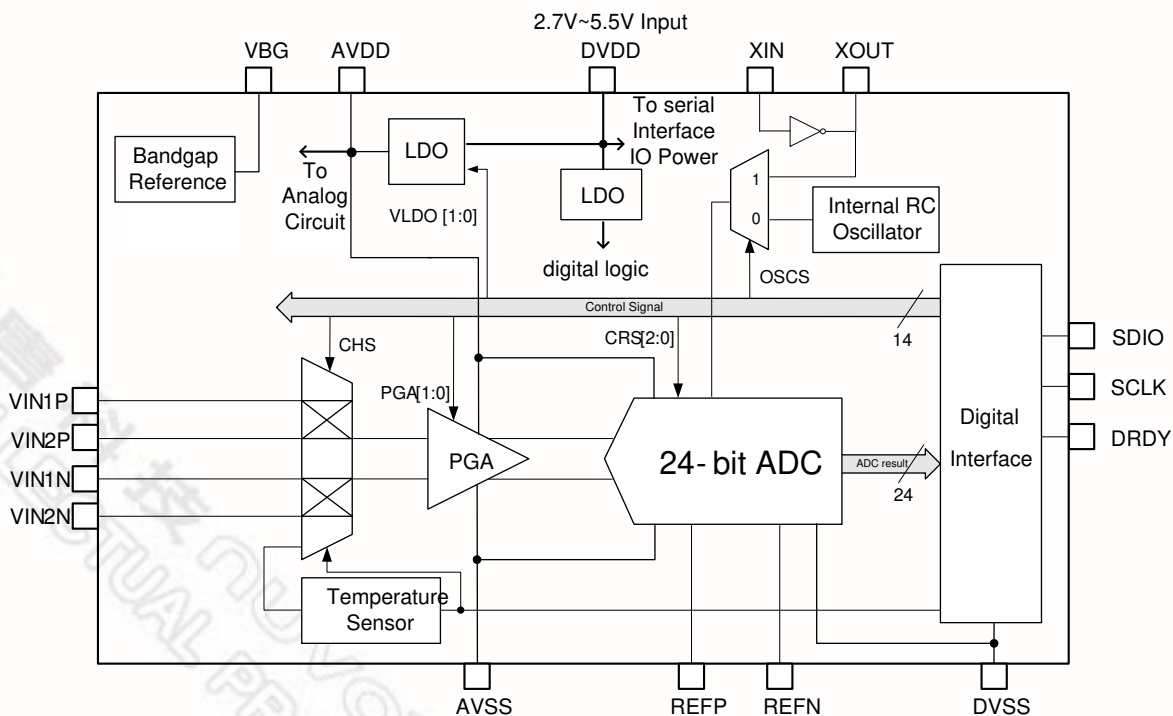 2.7V~5.5V Input
VBG
AVDD
DVDD
XIN
XOUT
Bandgap
Reference
To
Analog
Circuit
LDO
VLDO [1:0]
To serial
Interface
IO Power
LDO
digital logic
1
0
Internal RC
Oscillator
OSCS
Control Signal
14
CHS
PGA[1:0]
CRS[2:0]
VIN1P
VIN2P
VIN1N
VIN2N
PGA
24- bit ADC
ADC result
24
Digital
Interface
SDIO
SCLK
DRDY
Temperature
Sensor
AVSS
REFP
REFN
DVSS
科技 nuvo